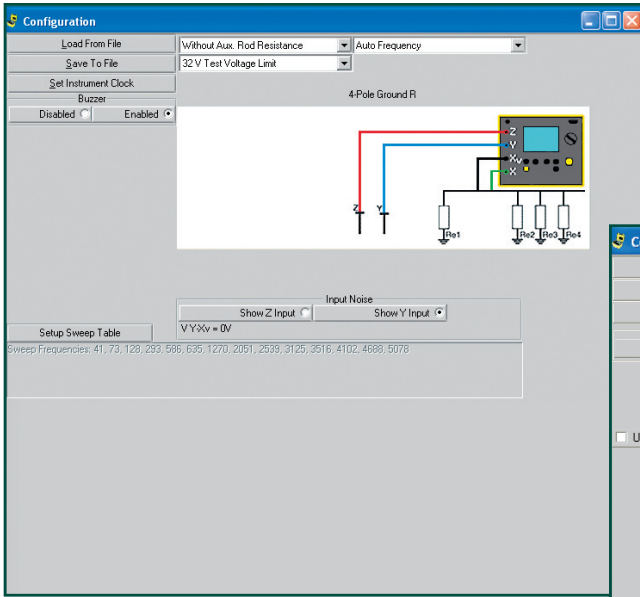 Configuration
Load From File
Without Aux. Rod Resistance
Auto Frequency
Save To File
32 V Test Voltage Limit
Set Instrument Clock
Buzzer
Disabled
Enabled
4-Pole Ground R
Z
Y
Xv
X
Z
Y
Re1
Re2
Re3
Re4
Input Noise
Show Z Input
Show Y Input
V Y-Xv = 0V
Setup Sweep Table
Sweep Frequencies: 41, 73, 128, 293, 586, 635, 1270, 2051, 2539, 3125, 3516, 4102, 4688, 5078
U